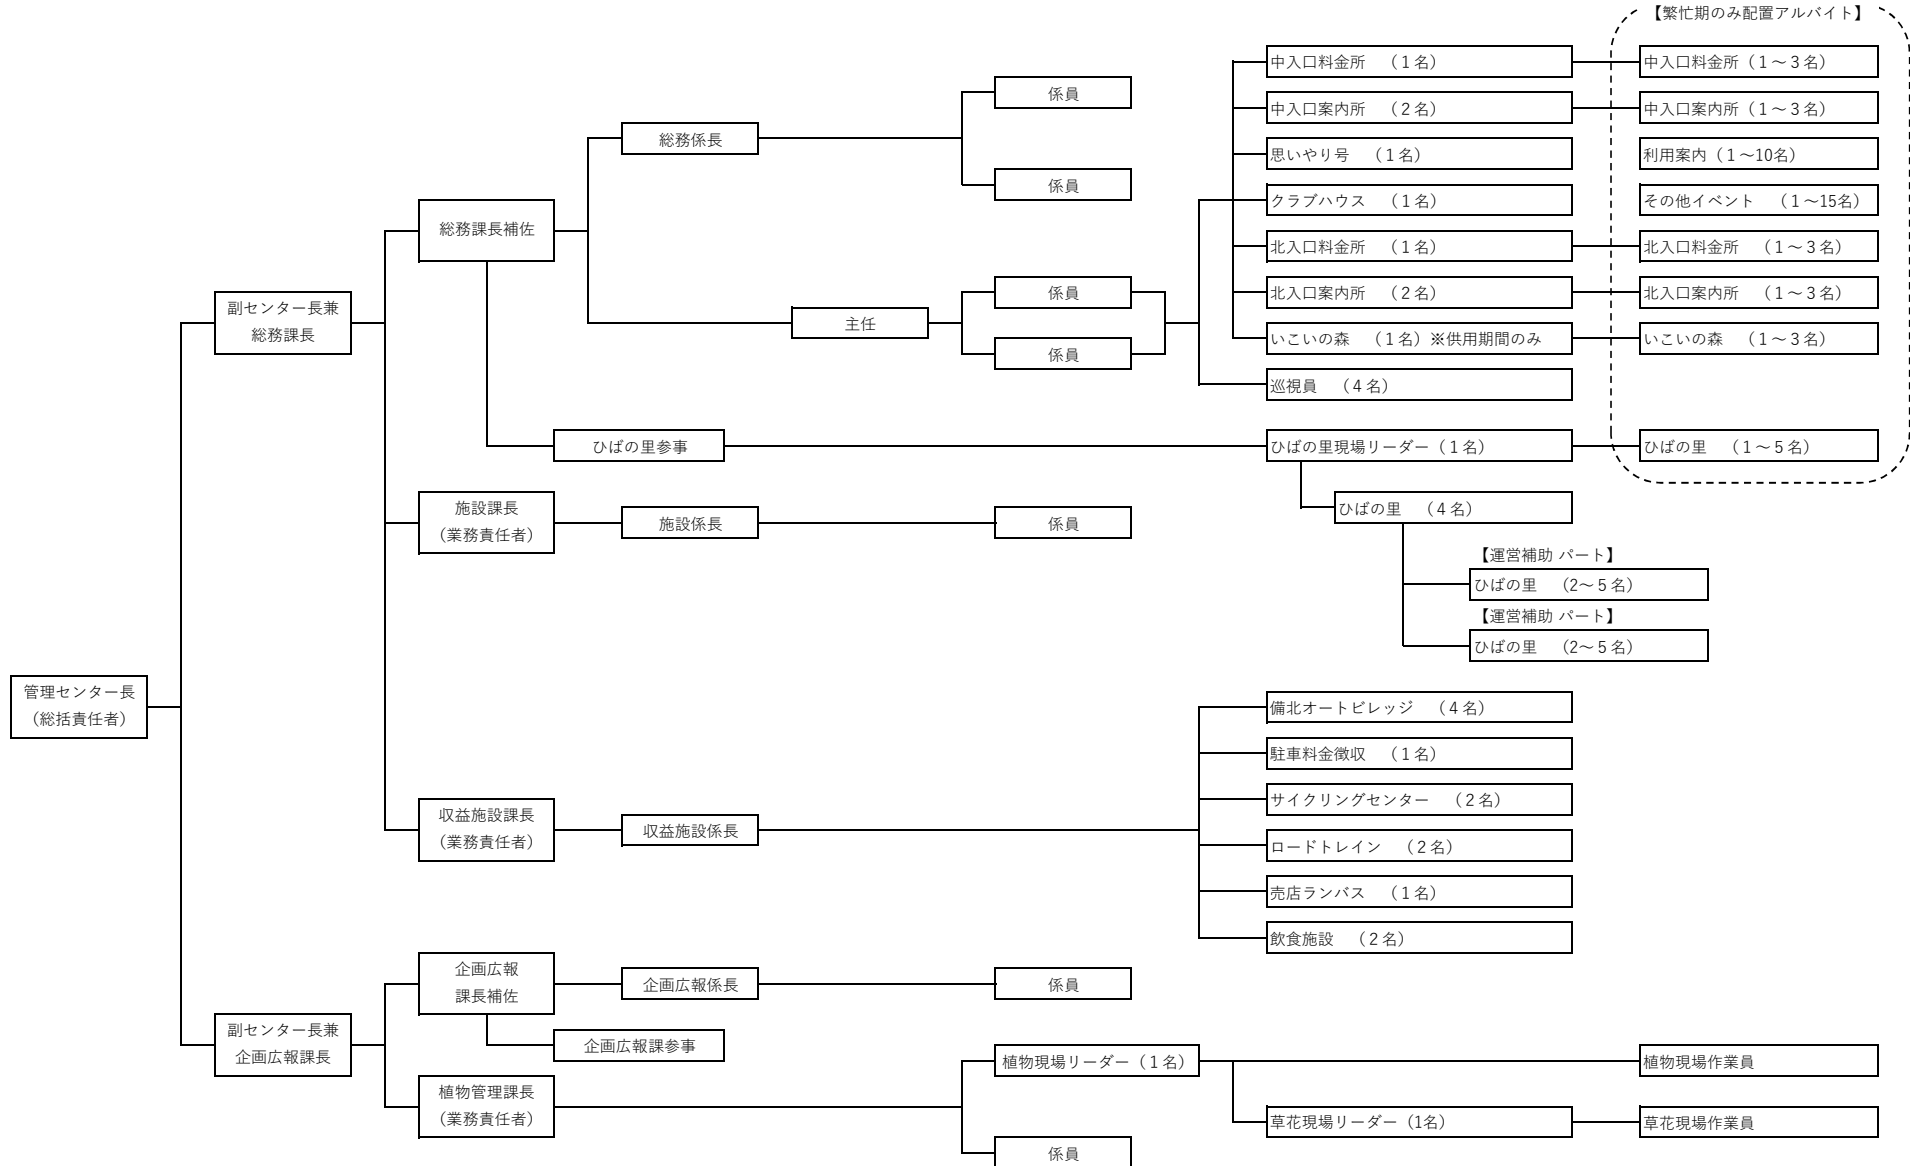 【繁忙期のみ配置アルバイト】
中入口料金所　（１名）
中入口料金所（１～３名）
係員
中入口案内所　（２名）
中入口案内所（１～３名）
総務係長
思いやり号　（１名）
利用案内（１～10名）
係員
クラブハウス　（１名）
その他イベント　（１～15名）
総務課長補佐
北入口料金所　（１名）
北入口料金所　（１～３名）
係員
北入口案内所　（２名）
北入口案内所　（１～３名）
副センター長兼
総務課長
主任
いこいの森　（１名）※供用期間のみ
いこいの森　（１～３名）
係員
巡視員　（４名）
ひばの里参事
ひばの里現場リーダー（１名）
ひばの里　（１～５名）
施設課長
（業務責任者）
施設係長
係員
ひばの里　（４名）
【運営補助 パート】
ひばの里　（2～５名）
【運営補助 パート】
ひばの里　（2～５名）
管理センター長
（総括責任者）
備北オートビレッジ　（４名）
駐車料金徴収　（１名）
サイクリングセンター　（２名）
収益施設課長
（業務責任者）
収益施設係長
ロードトレイン　（２名）
売店ランバス　（１名）
飲食施設　（２名）
企画広報
課長補佐
企画広報係長
係員
副センター長兼
企画広報課長
企画広報課参事
植物現場リーダー（１名）
植物現場作業員
植物管理課長
（業務責任者）
草花現場リーダー（1名）
草花現場作業員
係員